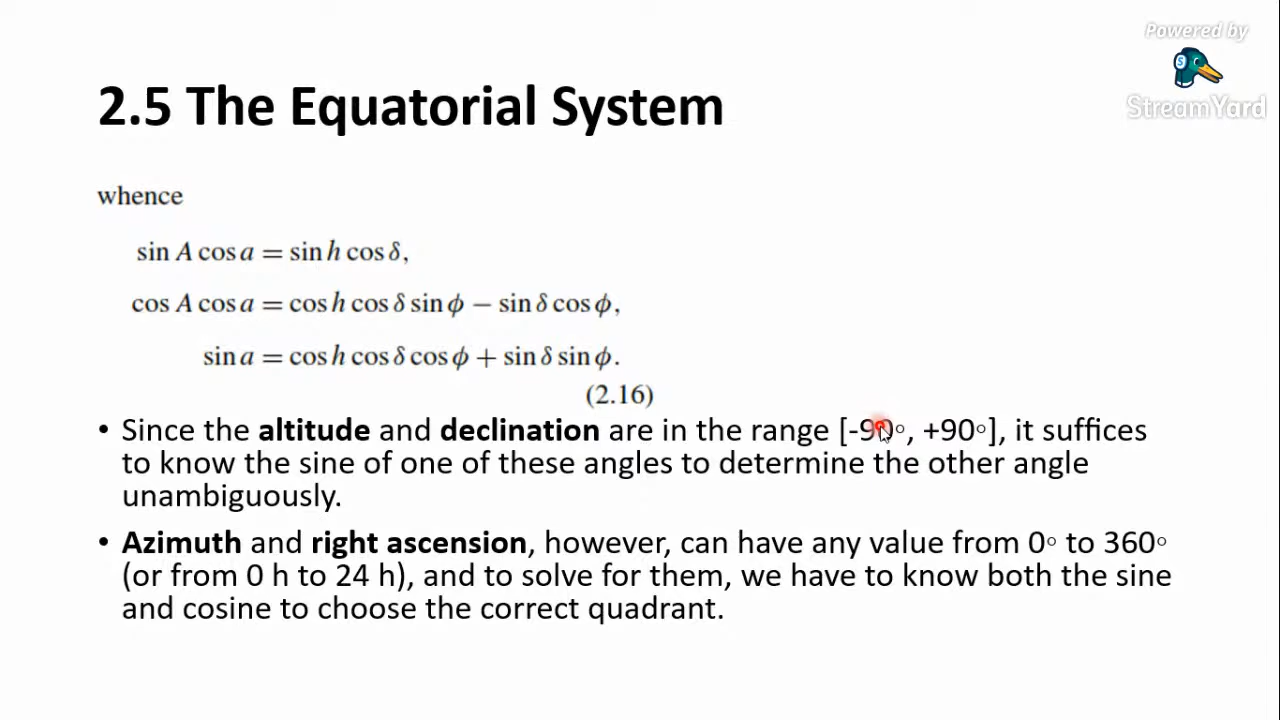 Powered by
StreamYard
2.5 The Equatorial System
whence
sin A cos a = sin h cos δ,
cos A cos a = cos h cos δ sin ϕ − sin δ cos ϕ,
sin a = cos h cos δ cos ϕ + sin δ sin ϕ.
(2.16)
• Since the altitude and declination are in the range [-90°, +90°], it suffices
to know the sine of one of these angles to determine the other angle
unambiguously.
• Azimuth and right ascension, however, can have any value from 0° to 360°
(or from 0 h to 24 h), and to solve for them, we have to know both the sine
and cosine to choose the correct quadrant.